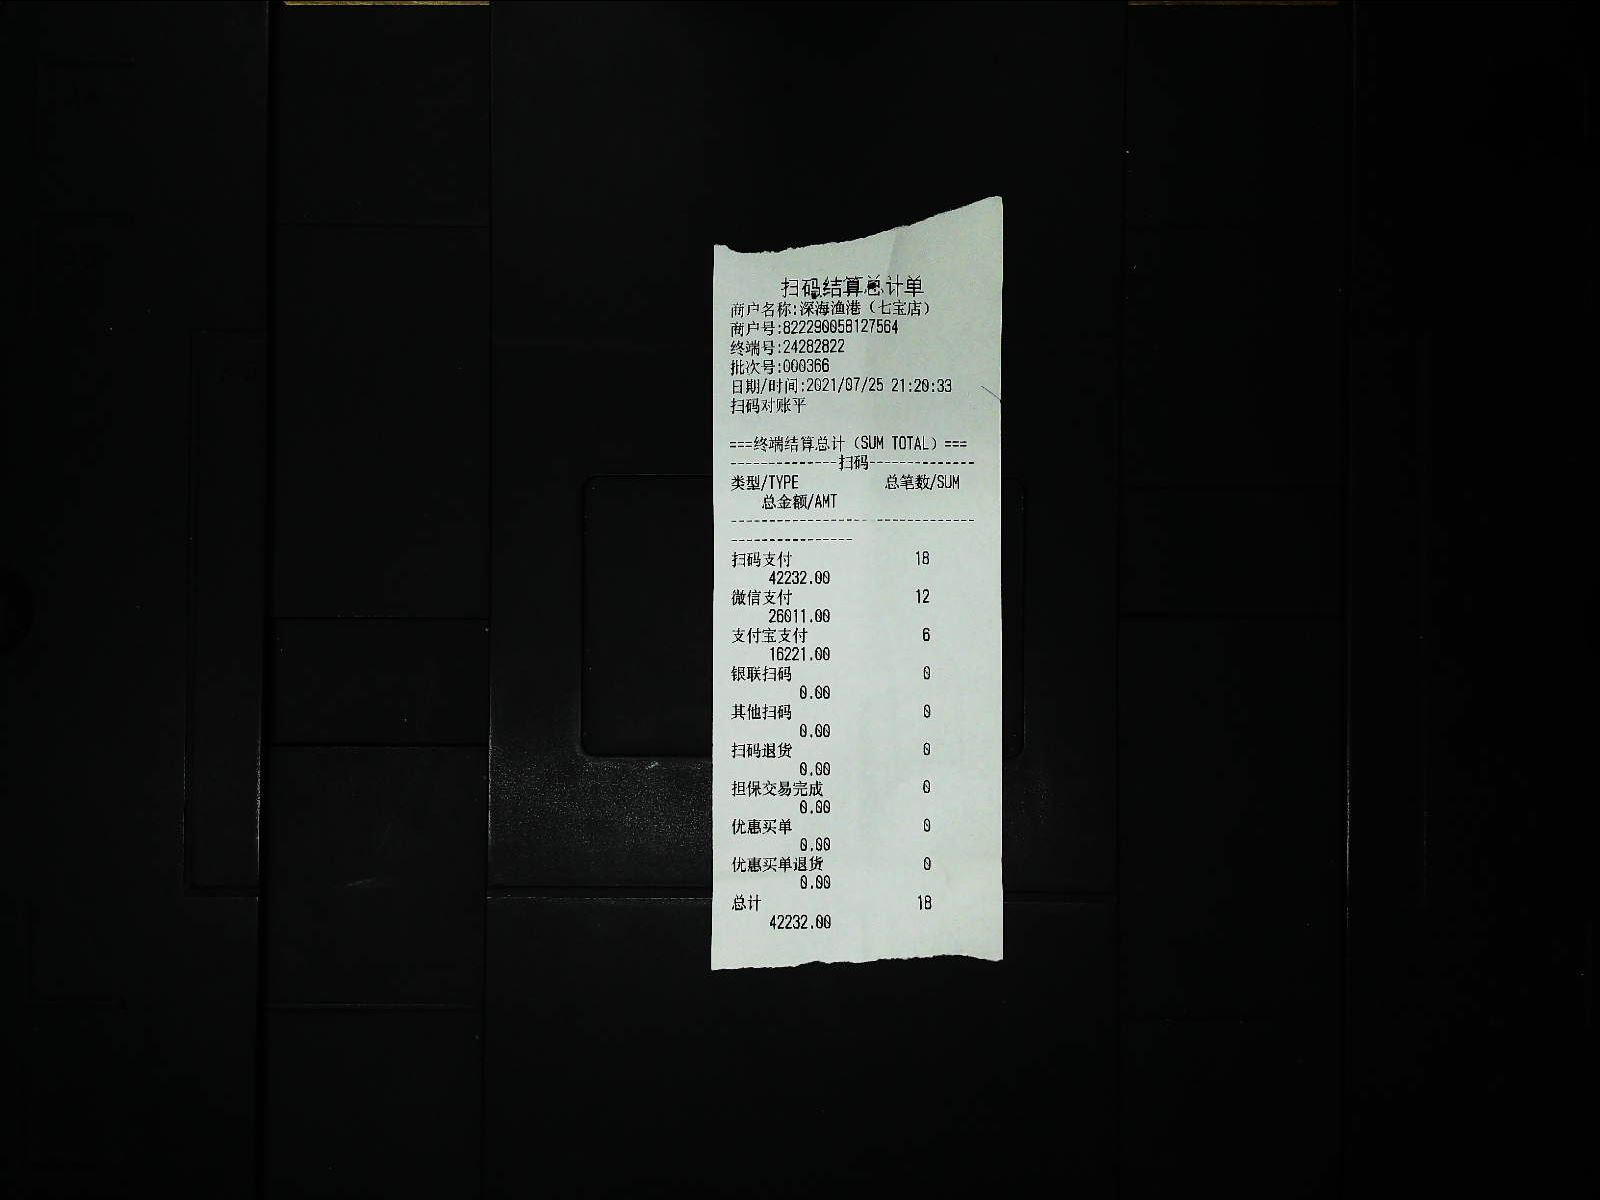 扫码结算总计单
商户名称:深海渔港（七宝店）
商户号:822290058127564
终端号:24282822
批次号:000366
日期/时间:2021/07/25 21:20:33
扫码对账平
===终端结算总计（SUM TOTAL）===
--------------扫码--------------
类型/TYPE 总笔数/SUM
总金额/AMT
------------------ -------------
----------------
扫码支付 18
42232.00
微信支付 12
26011.00
支付宝支付 6
16221.00
银联扫码 0
0.00
其他扫码 0
0.00
扫码退货 0
0.00
担保交易完成 0
0.00
优惠买单 0
0.00
优惠买单退货 0
0.00
总计 18
42232.00